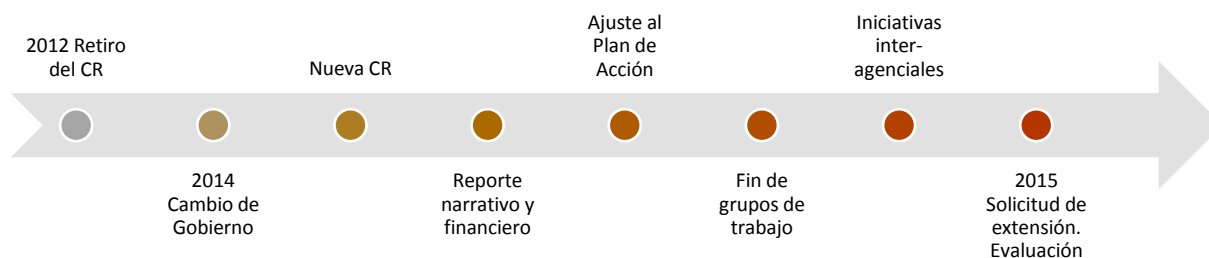 2012 Retiro
del CR
2014
Cambio de
Gobierno
Nueva CR
Reporte
narrativo y
financiero
Ajuste al
Plan de
Acción
Fin de
grupos de
trabajo
Iniciativas
inter-
agenciales
2015
Solicitud de
extensión.
Evaluación